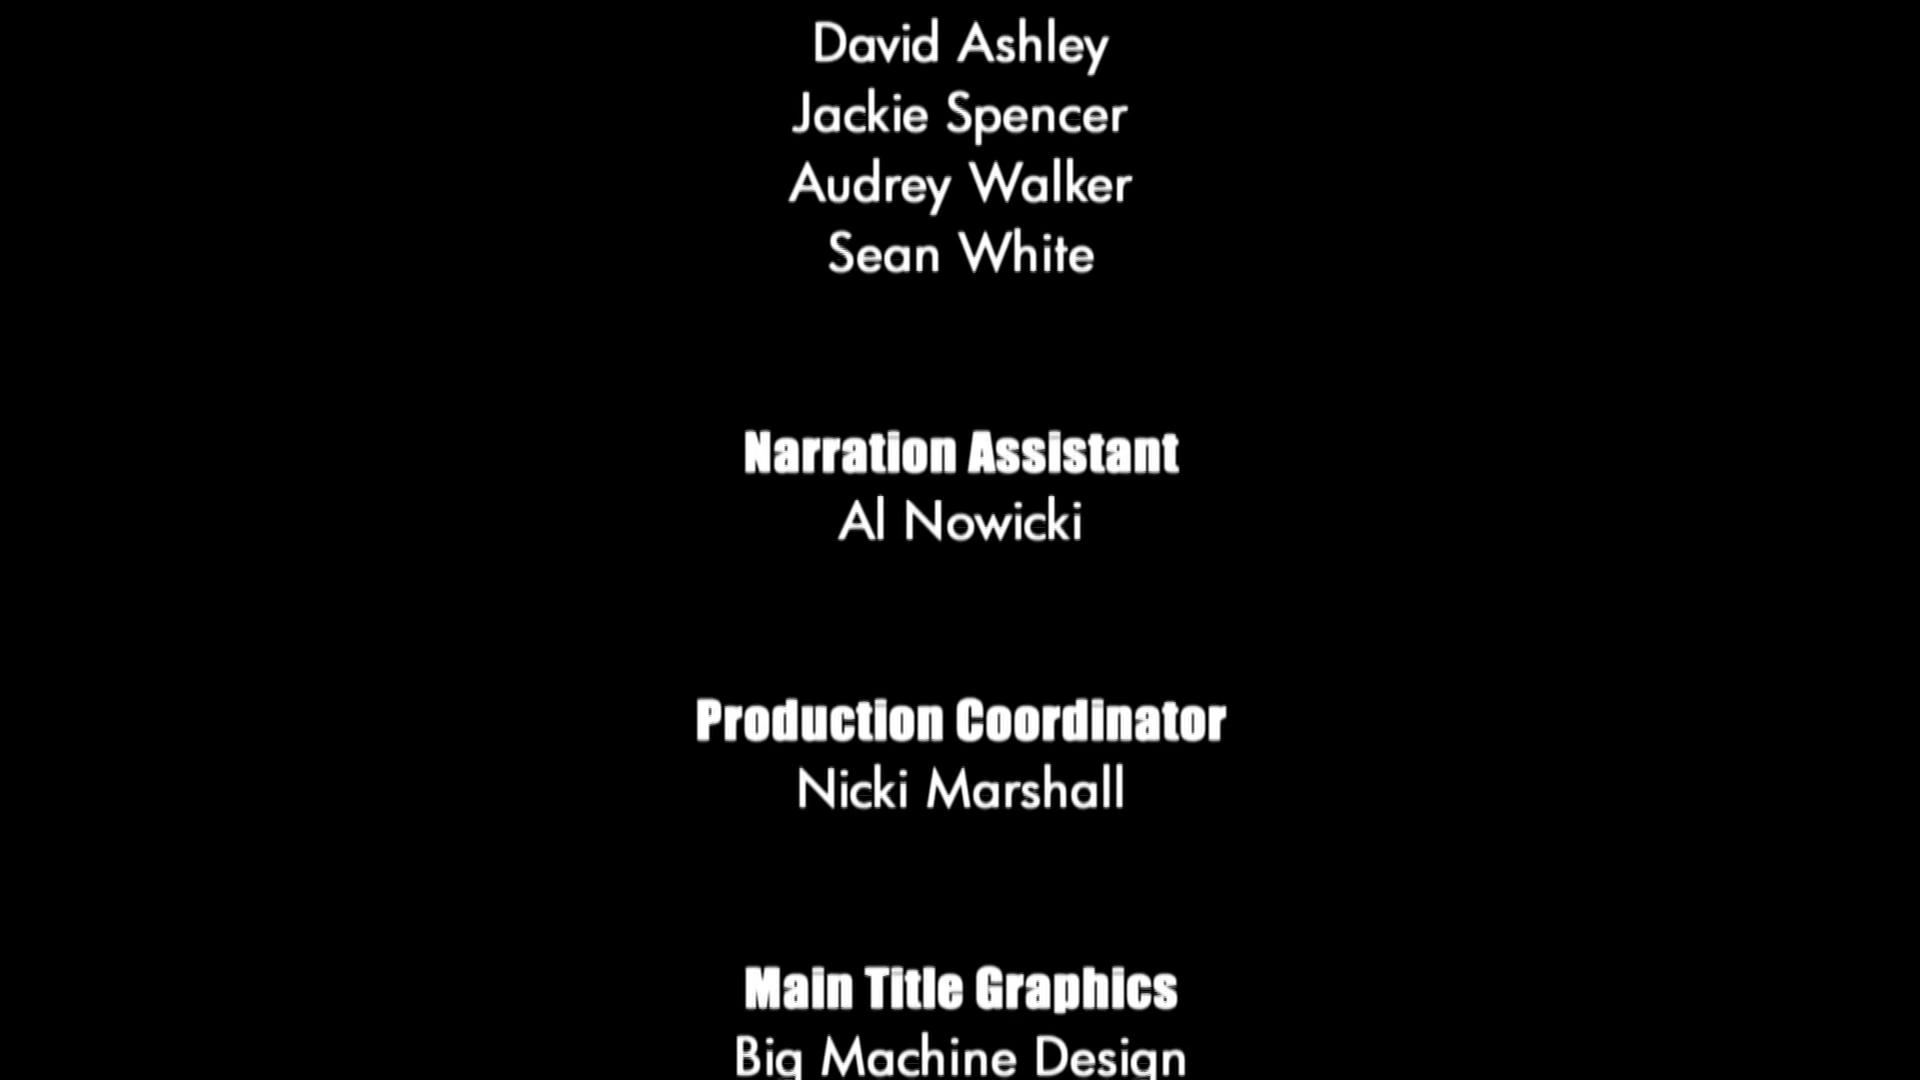 David Ashley
Jackie Spencer
Audrey Walker
Sean White
Narration Assistant
Al Nowicki
Production Coordinator
Nicki Marshall
Main Title Graphics
Big Machine Design